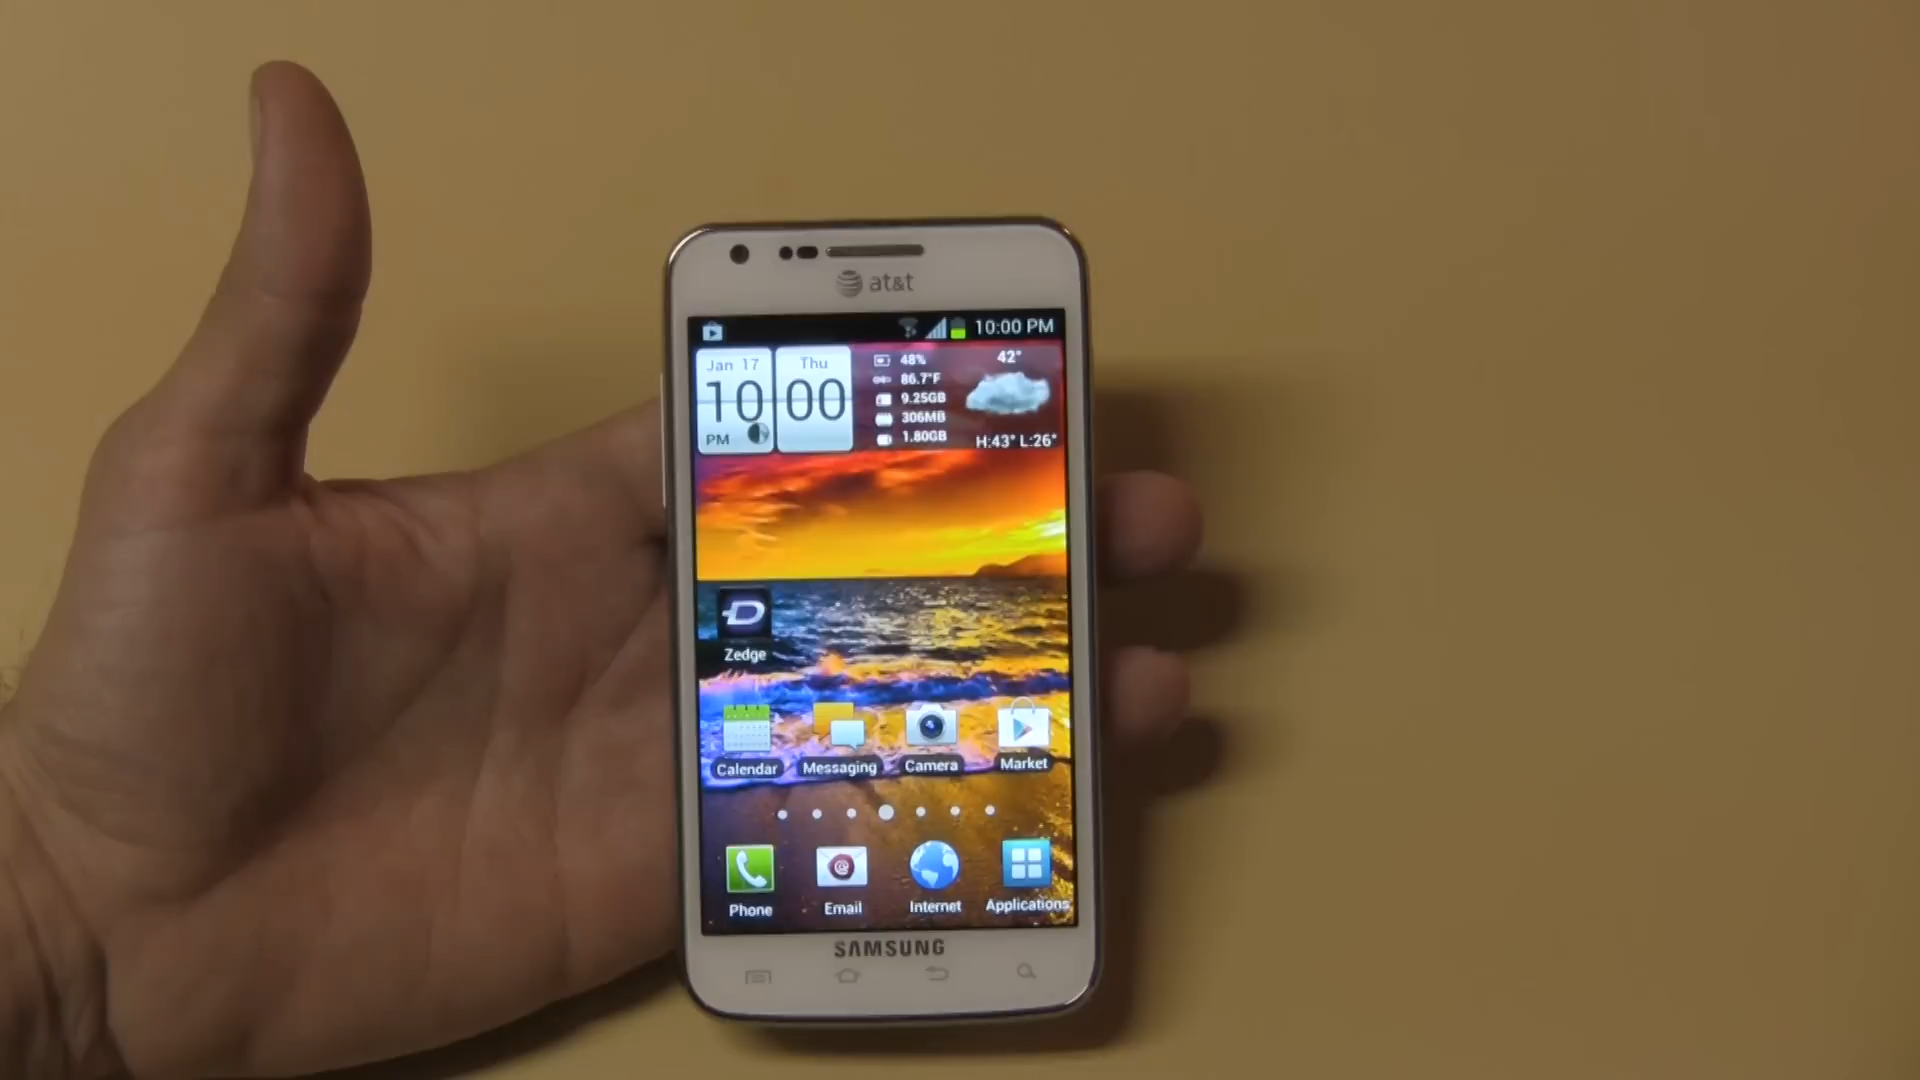 at&t
10:00 PM
Jan 17
Thu
10
00
PM
48%
86.7°F
9.25GB
306MB
1.80GB
42°
H:43° L:26°
Zedge
Calendar
Messaging
Camera
Market
Phone
Email
Internet
Applications
SAMSUNG